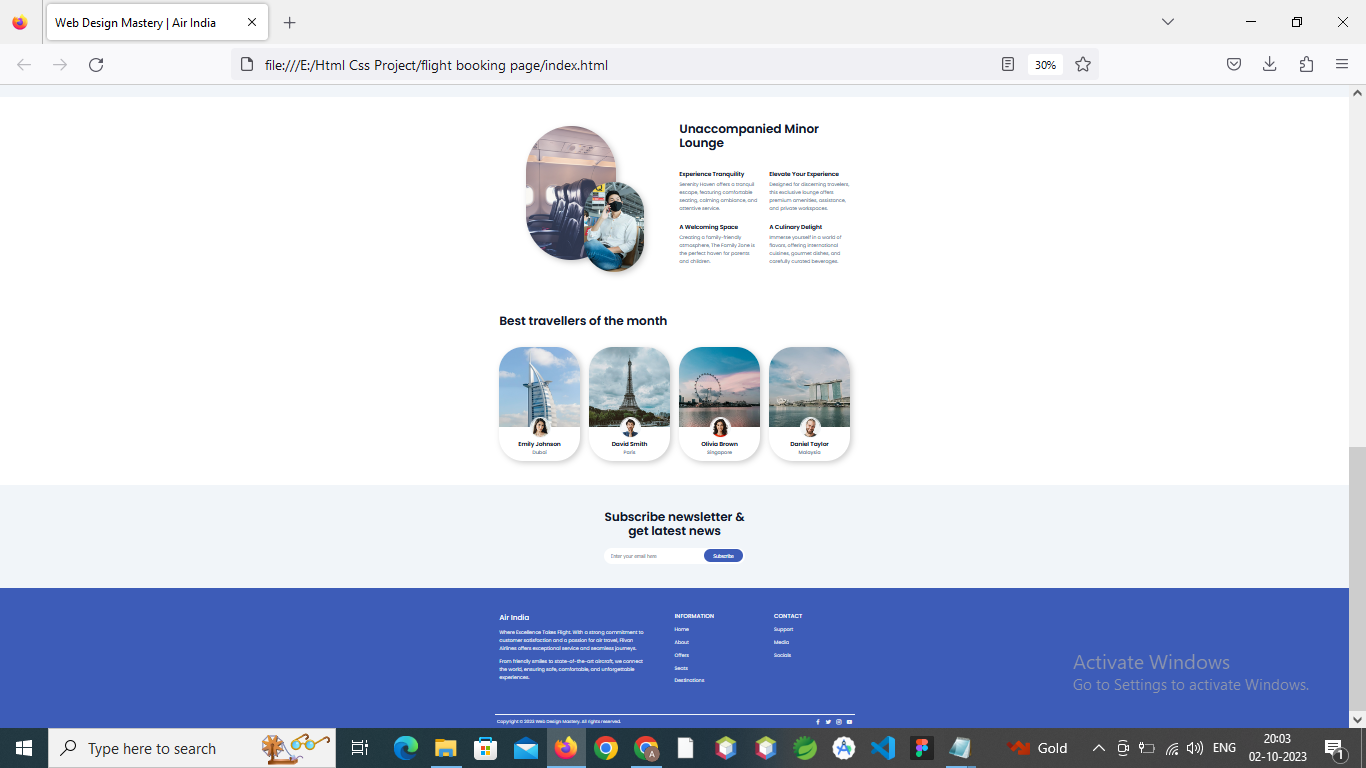 Web Design Mastery | Air India
file:///E:/Html Css Project/flight booking page/index.html
30%
Unaccompanied Minor
Lounge
Experience Tranquility
Serenity Haven offers a tranquil
escape, featuring comfortable
seating, calming ambiance, and
attentive service.
Elevate Your Experience
Designed for discerning travelers,
this exclusive lounge offers
premium amenities, assistance,
and private workspaces.
A Welcoming Space
Creating a family-friendly
atmosphere, The Family Zone is
the perfect haven for parents
and children.
A Culinary Delight
Immerse yourself in a world of
flavors, offering international
cuisines, gourmet dishes, and
carefully curated beverages.
Best travellers of the month
Emily Johnson
Dubai
David Smith
Paris
Olivia Brown
Singapore
Daniel Taylor
Malaysia
Subscribe newsletter &
get latest news
Enter your email here
Subscribe
Air India
Where Excellence Takes Flight. With a strong commitment to
customer satisfaction and a passion for air travel, Flivan
Airlines offers exceptional service and seamless journeys.
From friendly smiles to state-of-the-art aircraft, we connect
the world, ensuring safe, comfortable, and unforgettable
experiences.
INFORMATION
Home
About
Offers
Seats
Destinations
CONTACT
Support
Media
Socials
Copyright © 2023 Web Design Mastery. All rights reserved.
Activate Windows
Go to Settings to activate Windows.
Type here to search
A
Gold
ENG
20:03
02-10-2023
1